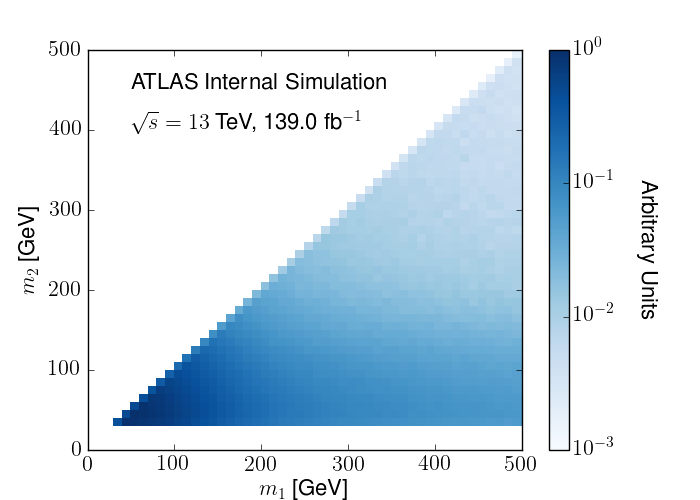 500
400
300
200
100
0
m₂ [GeV]
ATLAS Internal Simulation
√s = 13 TeV, 139.0 fb⁻¹
0 100 200 300 400 500
m₁ [GeV]
10⁰
10⁻¹
10⁻²
10⁻³
Arbitrary Units